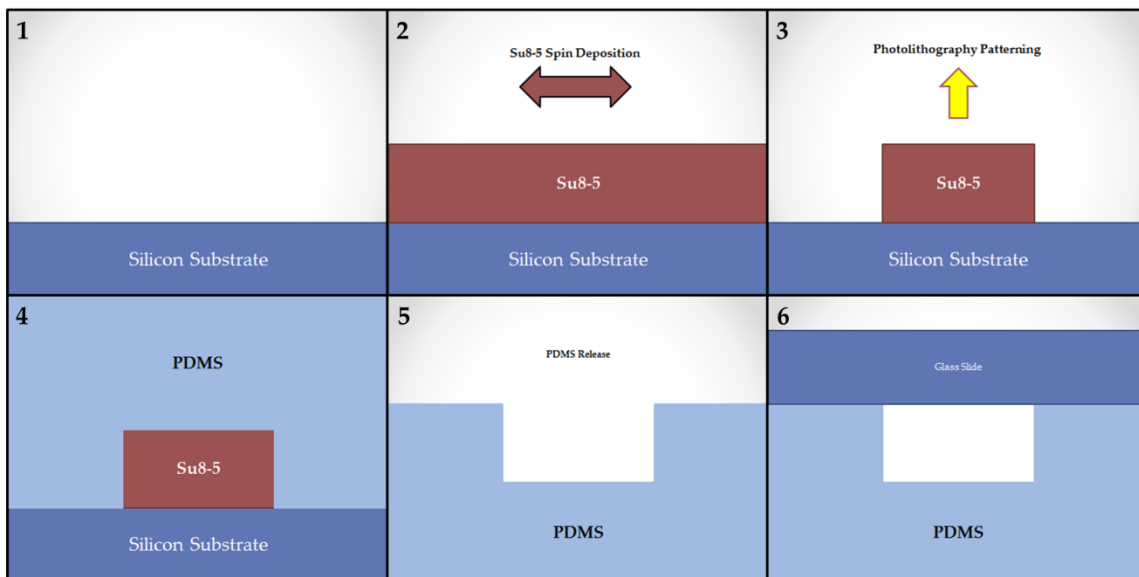 1
Silicon Substrate
2
Su8-5 Spin Deposition
Su8-5
Silicon Substrate
3
Photolithography Patterning
Su8-5
Silicon Substrate
4
PDMS
Su8-5
Silicon Substrate
5
PDMS Release
PDMS
6
Glass Slide
PDMS